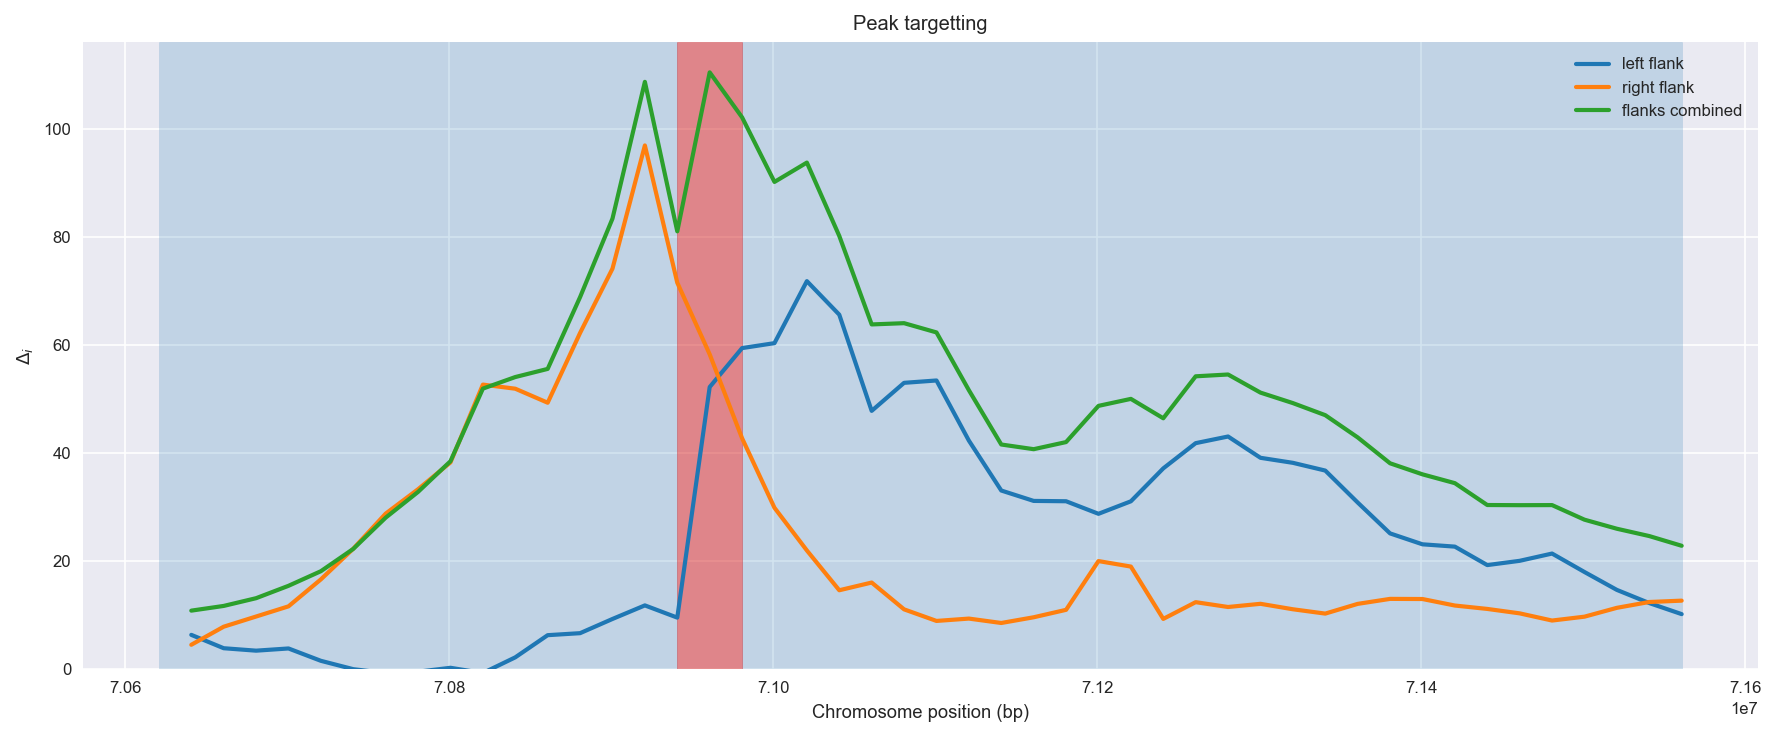 Peak targetting
left flank
right flank
flanks combined
Δi
100
80
60
40
20
0
7.06 7.08 7.10 7.12 7.14 7.16
1e7
Chromosome position (bp)